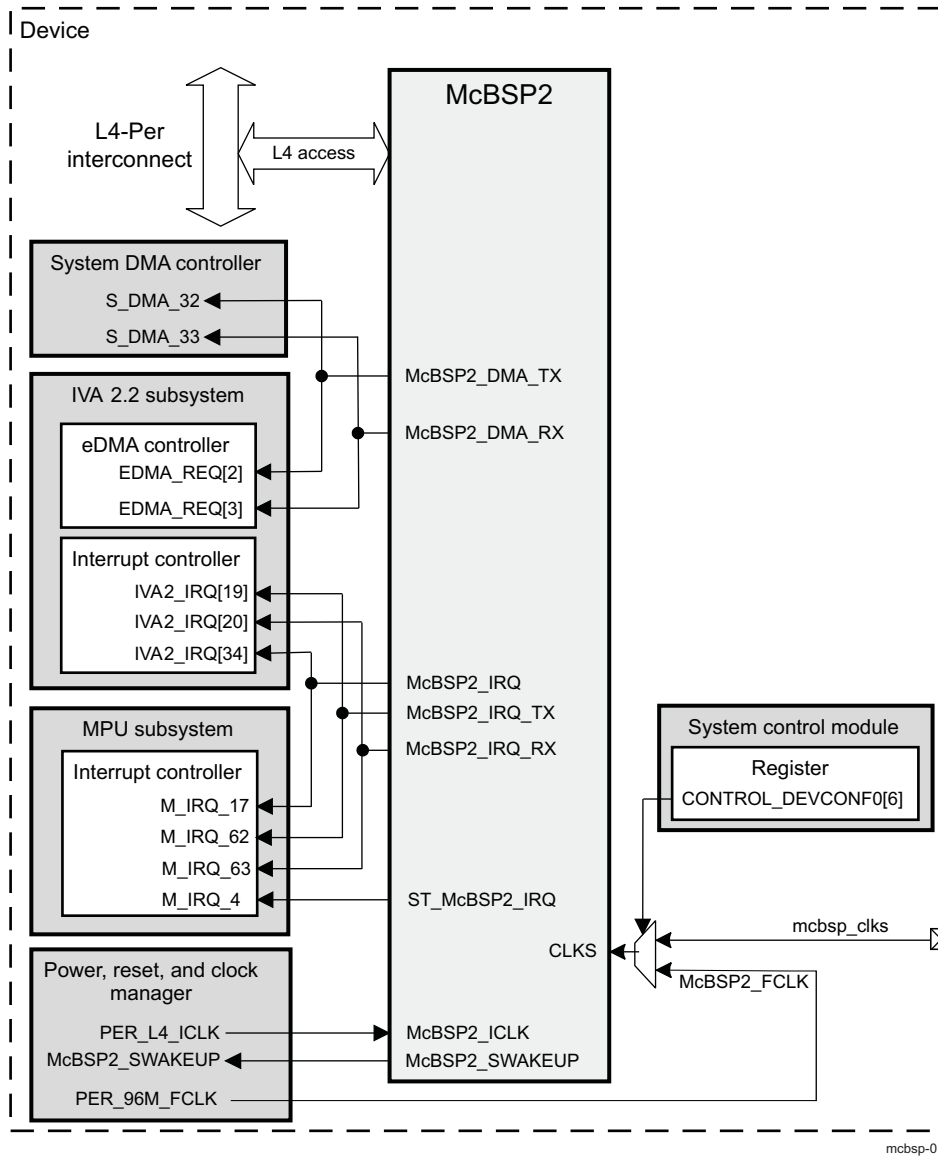 Device
McBSP2
L4-Per
interconnect
L4 access
System DMA controller
S_DMA_32
S_DMA_33
McBSP2_DMA_TX
McBSP2_DMA_RX
IVA 2.2 subsystem
eDMA controller
EDMA_REQ[2]
EDMA_REQ[3]
Interrupt controller
IVA2_IRQ[19]
IVA2_IRQ[20]
IVA2_IRQ[34]
McBSP2_IRQ
McBSP2_IRQ_TX
McBSP2_IRQ_RX
MPU subsystem
Interrupt controller
M_IRQ_17
M_IRQ_62
M_IRQ_63
M_IRQ_4
ST_McBSP2_IRQ
System control module
Register
CONTROL_DEVCONF0[6]
CLKS
mcbsp_clks
McBSP2_FCLK
Power, reset, and clock
manager
PER_L4_ICLK
McBSP2_ICLK
McBSP2_SWAKEUP
McBSP2_SWAKEUP
PER_96M_FCLK
mcbsp-0